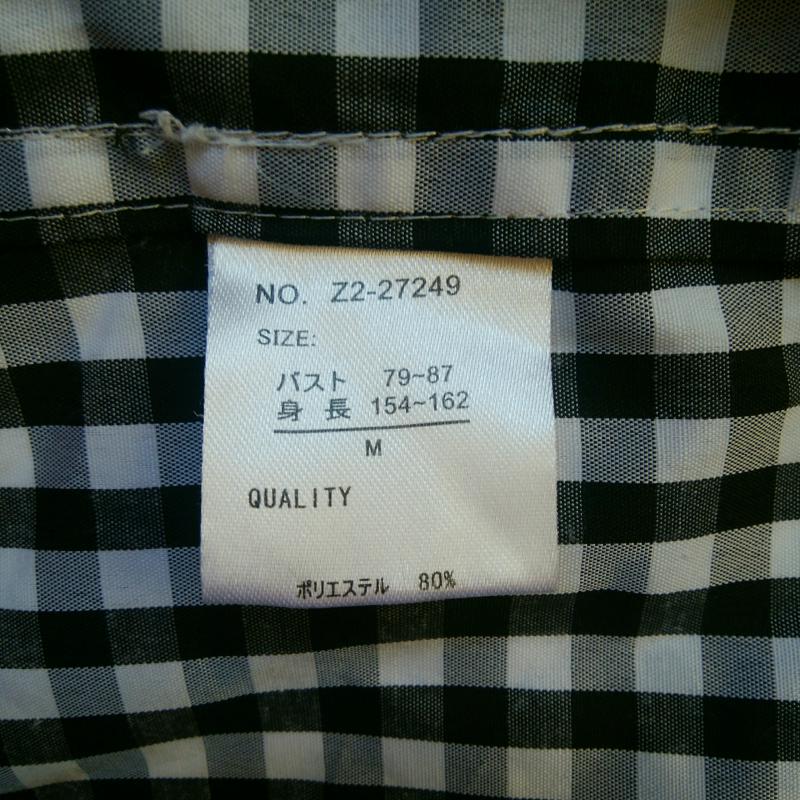 NO. Z2-27249
SIZE:
バスト 79~87
身長 154~162
M
QUALITY
ポリエステル 80%